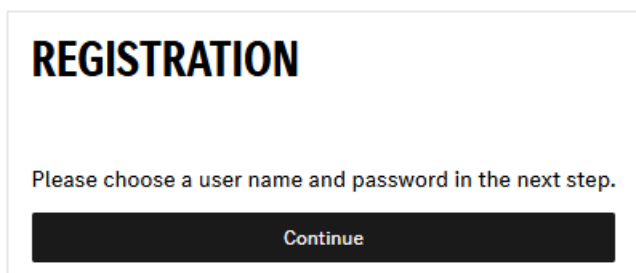 REGISTRATION
Please choose a user name and password in the next step.
Continue